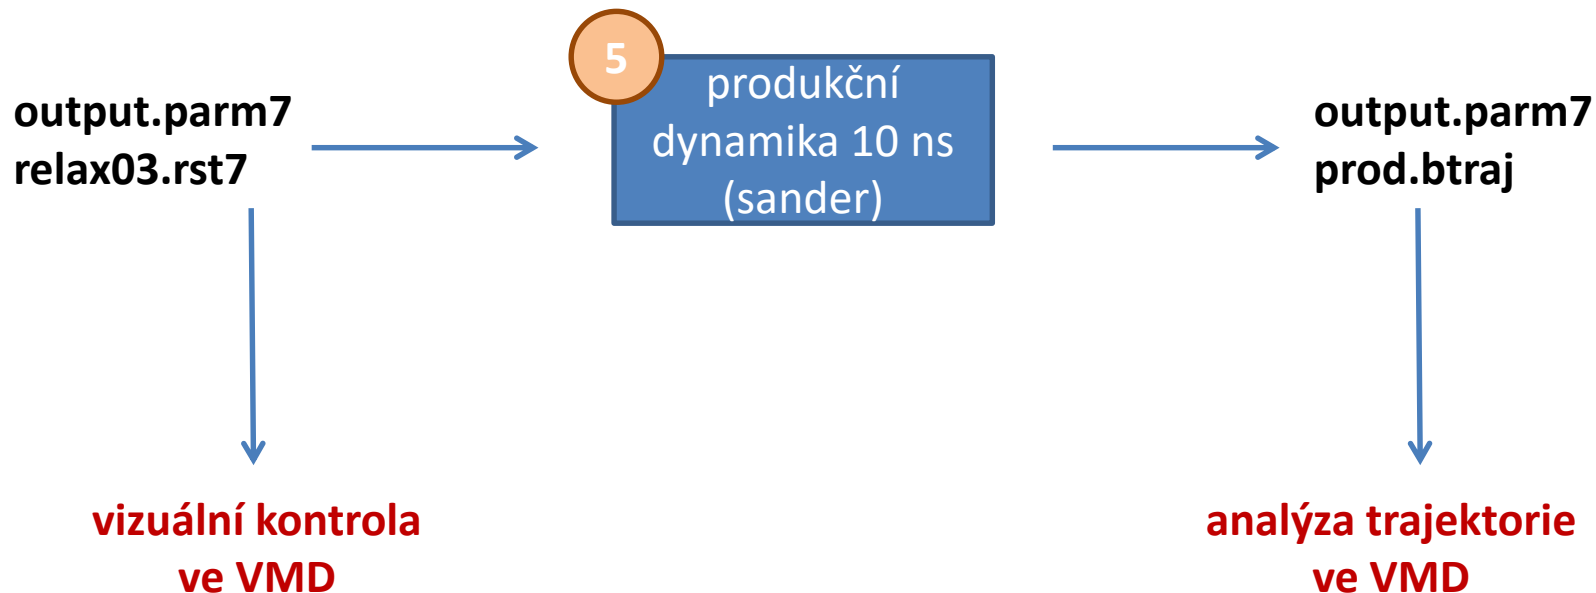 output.parm7
relax03.rst7
5
produkční
dynamika 10 ns
(sander)
output.parm7
prod.btraj
vizuální kontrola
ve VMD
analýza trajektorie
ve VMD